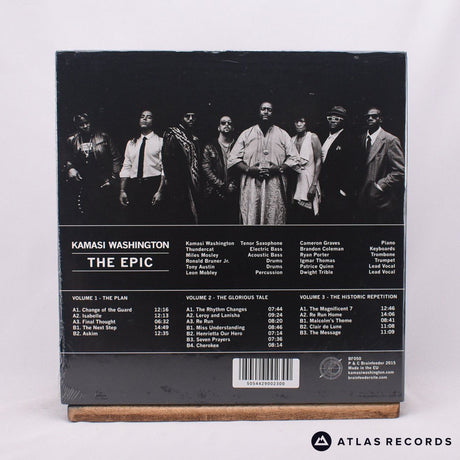 KAMASI WASHINGTON
THE EPIC
Kamasi Washington Tenor Saxophone
Thundercat Electric Bass
Miles Mosley Acoustic Bass
Ronald Bruner Jr. Drums
Tony Austin Drums
Leon Mobley Percussion
Cameron Graves Piano
Brandon Coleman Keyboards
Ryan Porter Trombone
Igmar Thomas Trumpet
Patrice Quinn Lead Vocal
Dwight Trible Lead Vocal
VOLUME 1 - THE PLAN
A1. Change of the Guard 12:16
A2. Isabelle 12:13
A3. Final Thought 06:32
B1. The Next Step 14:49
B2. Askim 12:35
VOLUME 2 - THE GLORIOUS TALE
A1. The Rhythm Changes 07:44
A2. Leroy and Lanisha 09:24
A3. Re Run 08:20
B1. Miss Understanding 08:46
B2. Henrietta Our Hero 07:14
B3. Seven Prayers 07:36
B4. Cherokee 08:14
VOLUME 3 - THE HISTORIC REPETITION
A1. The Magnificent 7 12:46
A2. Re Run Home 14:06
B1. Malcolm's Theme 08:41
B2. Clair de Lune 11:08
B3. The Message 11:09
5054429002300
BF050
P & C Brainfeeder 2015
Made in the EU
kamasiwashington.com
brainfeedersite.com
ATLAS RECORDS